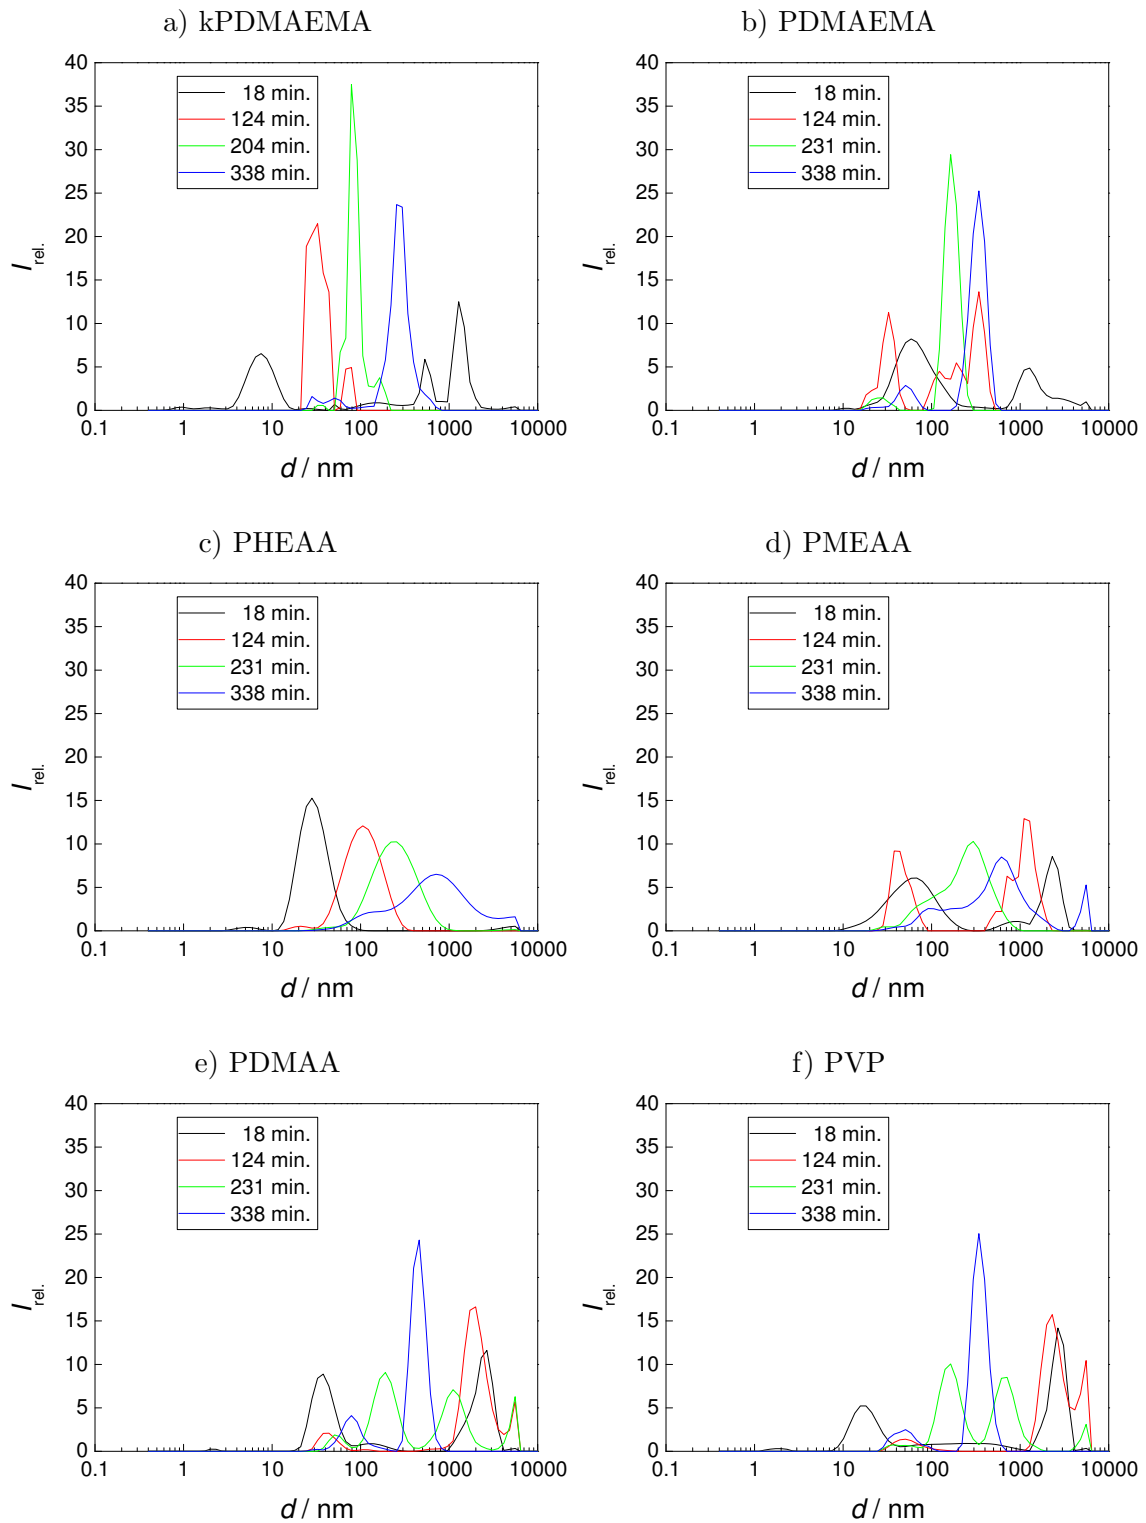 a) kPDMAEMA
40
35
30
25
20
15
10
5
0
I rel.
18 min.
124 min.
204 min.
338 min.
0.1 1 10 100 1000 10000
d / nm
b) PDMAEMA
40
35
30
25
20
15
10
5
0
I rel.
18 min.
124 min.
231 min.
338 min.
0.1 1 10 100 1000 10000
d / nm
c) PHEAA
40
35
30
25
20
15
10
5
0
I rel.
18 min.
124 min.
231 min.
338 min.
0.1 1 10 100 1000 10000
d / nm
d) PMEAA
40
35
30
25
20
15
10
5
0
I rel.
18 min.
124 min.
231 min.
338 min.
0.1 1 10 100 1000 10000
d / nm
e) PDMAA
40
35
30
25
20
15
10
5
0
I rel.
18 min.
124 min.
231 min.
338 min.
0.1 1 10 100 1000 10000
d / nm
f) PVP
40
35
30
25
20
15
10
5
0
I rel.
18 min.
124 min.
231 min.
338 min.
0.1 1 10 100 1000 10000
d / nm